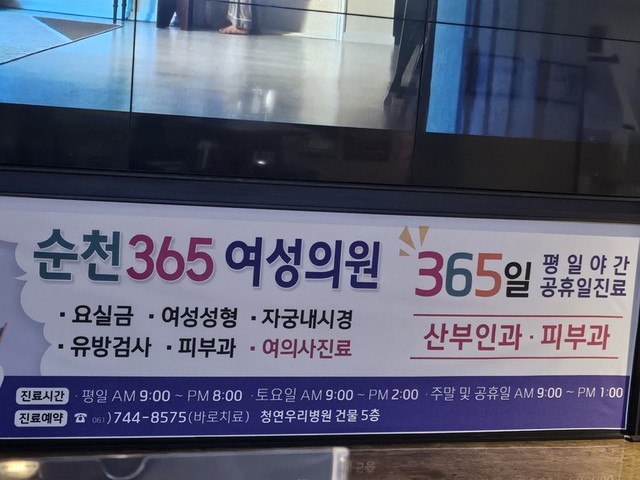 순천365 여성의원
· 요실금 · 여성성형 · 자궁내시경
· 유방검사 · 피부과 · 여의사진료
365일 평일야간
공휴일진료
산부인과 · 피부과
진료시간 · 평일 AM 9:00 ~ PM 8:00 · 토요일 AM 9:00 ~ PM 2:00 · 주말 및 공휴일 AM 9:00 ~ PM 1:00
진료예약 ☎ 061)744-8575(바로치료) 청연우리병원 건물 5층